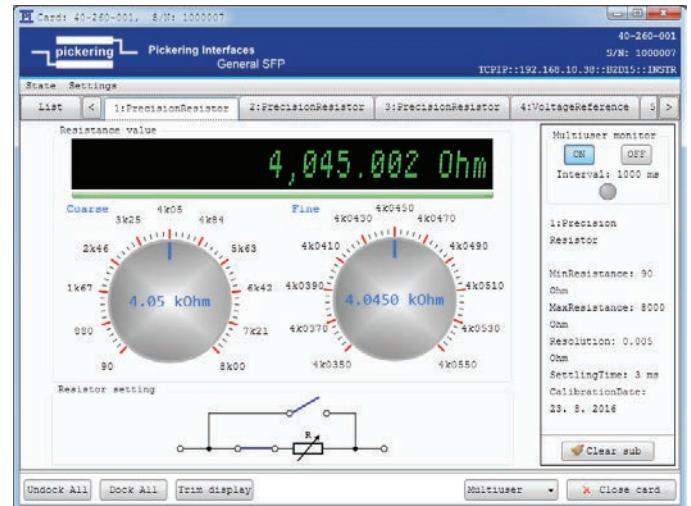 PI Card: 40-260-001, S/N: 1000007
pickering
Pickering Interfaces
General SFP
40-260-001
S/N: 1000007
TCPIP::192.168.10.38::B2D15::INSTR
State Settings
List < 1:PrecisionResistor 2:PrecisionResistor 3:PrecisionResistor 4:VoltageReference 5 >
Resistance value
4,045.002 Ohm
Coarse
90
880
1k67
2k46
3k25
4k05
4k84
5k63
6k42
7k21
8k00
4.05 kOhm
Fine
4k0350
4k0370
4k0390
4k0410
4k0430
4k0450
4k0470
4k0490
4k0510
4k0530
4k0550
4.0450 kOhm
Resistor setting
R
Multiuser monitor
ON OFF
Interval: 1000 ms
1:Precision
Resistor
MinResistance: 90
Ohm
MaxResistance: 8000
Ohm
Resolution: 0.005
Ohm
SettlingTime: 3 ms
CalibrationDate:
23. 8. 2016
Clear sub
Undock All Dock All Trim display Multiuser Close card